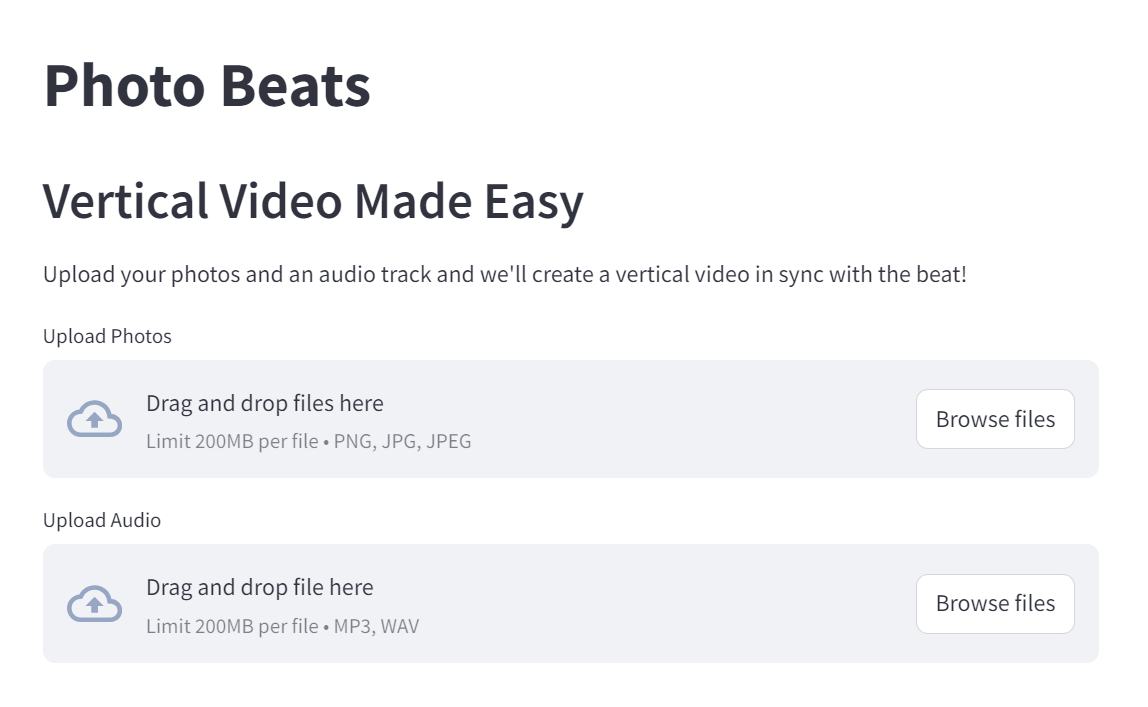 Photo Beats
Vertical Video Made Easy
Upload your photos and an audio track and we'll create a vertical video in sync with the beat!
Upload Photos
Drag and drop files here
Limit 200MB per file • PNG, JPG, JPEG
Browse files
Upload Audio
Drag and drop file here
Limit 200MB per file • MP3, WAV
Browse files